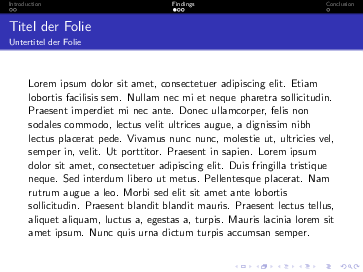 Introduction Findings Conclusion
Titel der Folie
Untertitel der Folie
Lorem ipsum dolor sit amet, consectetuer adipiscing elit. Etiam
lobortis facilisis sem. Nullam nec mi et neque pharetra sollicitudin.
Praesent imperdiet mi nec ante. Donec ullamcorper, felis non
sodales commodo, lectus velit ultrices augue, a dignissim nibh
lectus placerat pede. Vivamus nunc nunc, molestie ut, ultricies vel,
semper in, velit. Ut porttitor. Praesent in sapien. Lorem ipsum
dolor sit amet, consectetuer adipiscing elit. Duis fringilla tristique
neque. Sed interdum libero ut metus. Pellentesque placerat. Nam
rutrum augue a leo. Morbi sed elit sit amet ante lobortis
sollicitudin. Praesent blandit blandit mauris. Praesent lectus tellus,
aliquet aliquam, luctus a, egestas a, turpis. Mauris lacinia lorem sit
amet ipsum. Nunc quis urna dictum turpis accumsan semper.